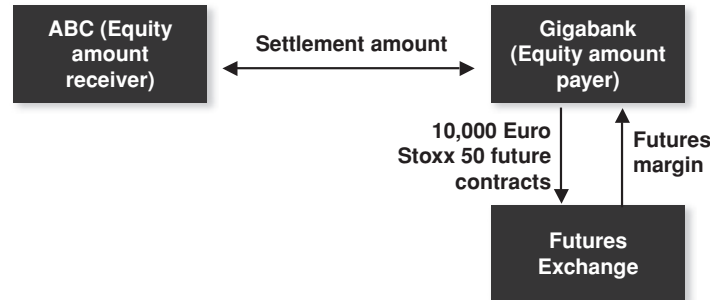 ABC (Equity
amount
receiver)
Settlement amount
Gigabank
(Equity amount
payer)
10,000 Euro
Stoxx 50 future
contracts
Futures
margin
Futures
Exchange